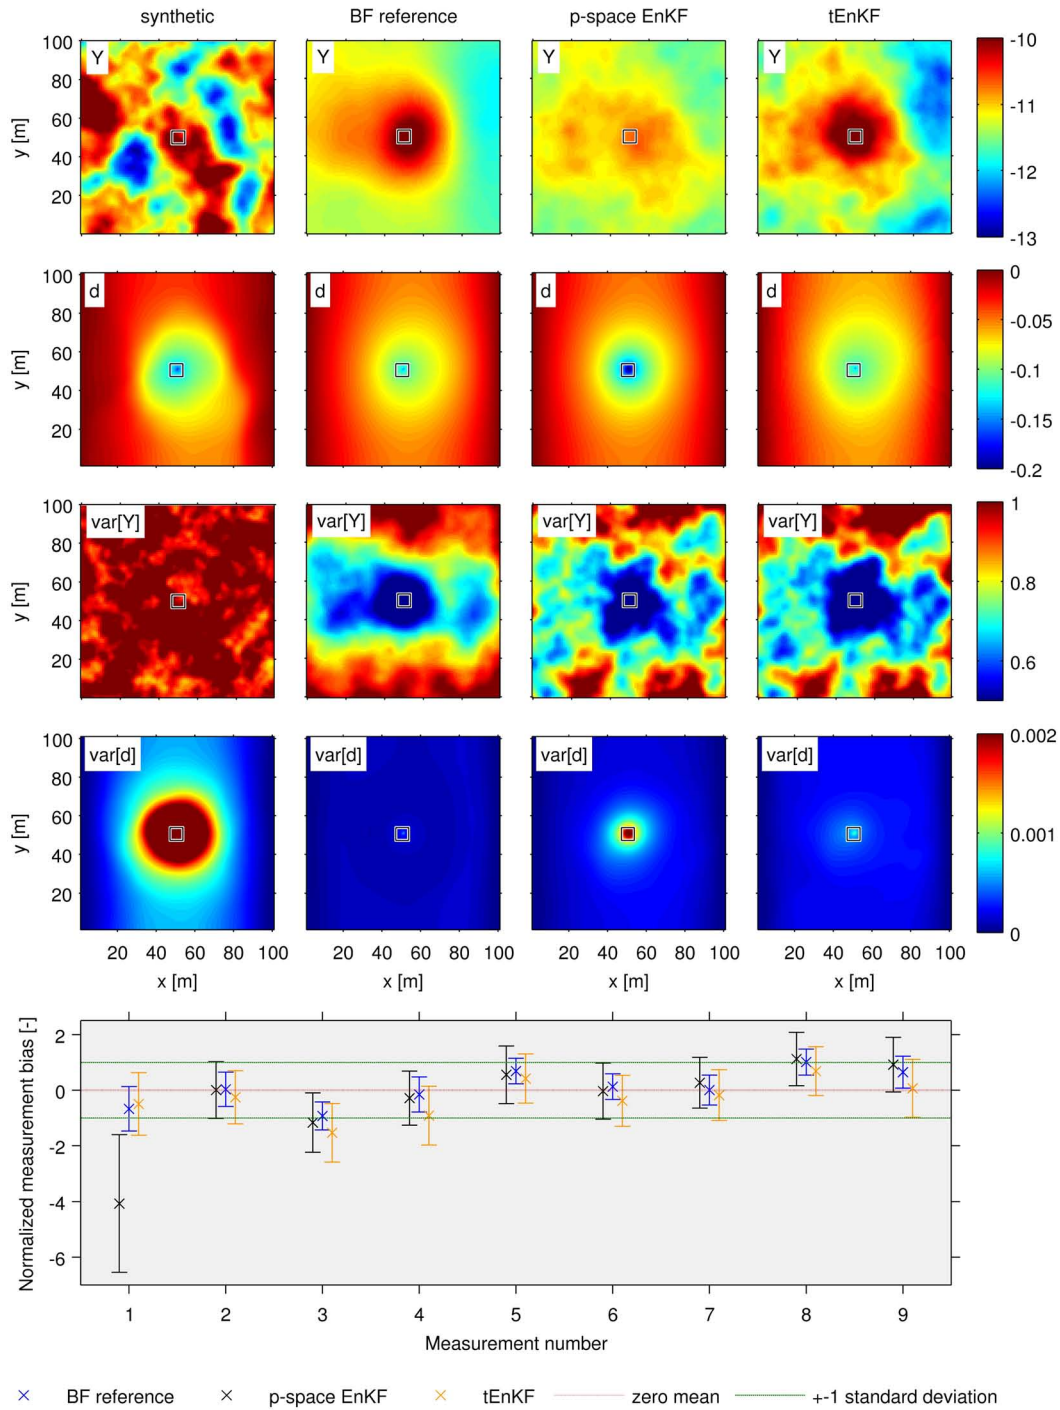 synthetic BF reference p-space EnKF tEnKF
100 Y Y Y Y -10
80
60 -11
y [m]
40 -12
20
-13
100 d d d d 0
80 -0.05
60
y [m] -0.1
40
-0.15
20
-0.2
100 var[Y] var[Y] var[Y] var[Y] 1
80
60 0.8
y [m]
40
20 0.6
100 var[d] var[d] var[d] var[d] 0.002
80
60
y [m] 0.001
40
20
0
20 40 60 80 100 20 40 60 80 100 20 40 60 80 100 20 40 60 80 100
x [m] x [m] x [m] x [m]
Normalized measurement bias [-]
2
0
-2
-4
-6
1 2 3 4 5 6 7 8 9
Measurement number
BF reference p-space EnKF tEnKF zero mean +-1 standard deviation